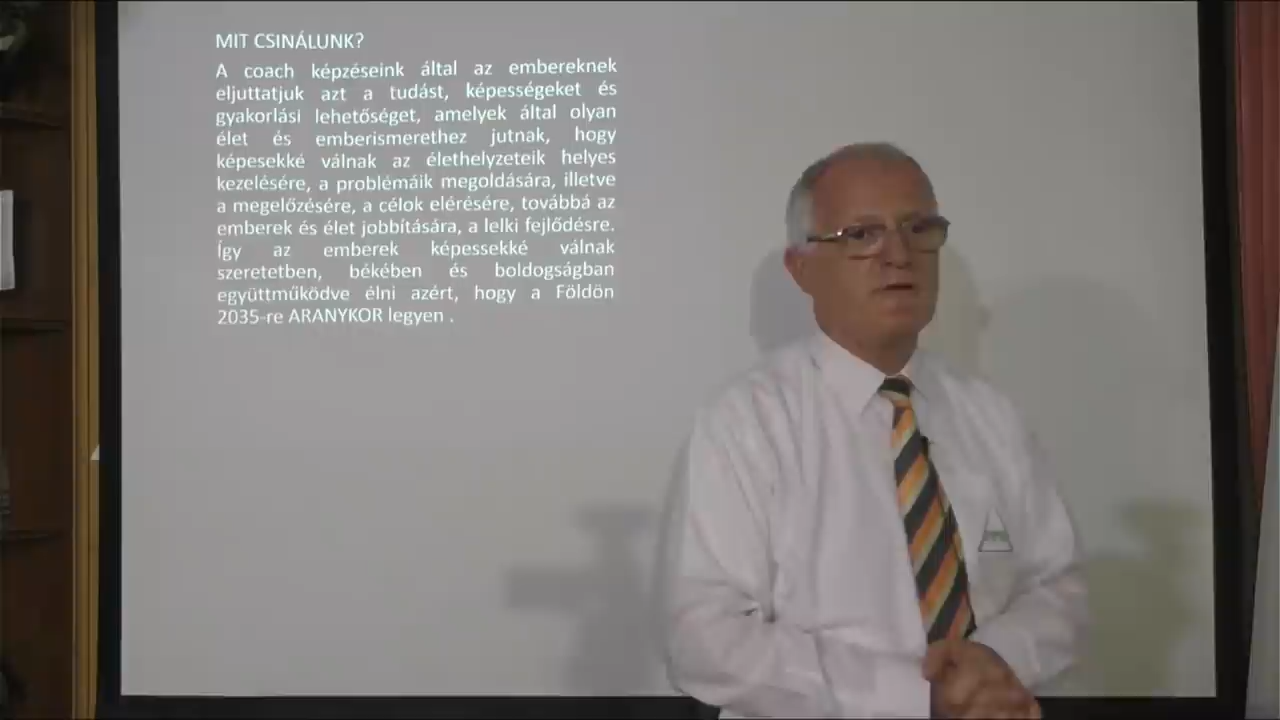 MIT CSINÁLUNK?
A coach képzéseink által az embereknek
eljuttatjuk azt a tudást, képességeket és
gyakorlási lehetőséget, amelyek által olyan
élet és emberismerethez jutnak, hogy
képesekké válnak az élethelyzeteik helyes
kezelésére, a problémáik megoldására, illetve
a megelőzésére, a célok elérésére, továbbá az
emberek és élet jobbítására, a lelki fejlődésre.
Így az emberek képessekké válnak
szeretetben, békében és boldogságban
együttműködve élni azért, hogy a Földön
2035-re ARANYKOR legyen .